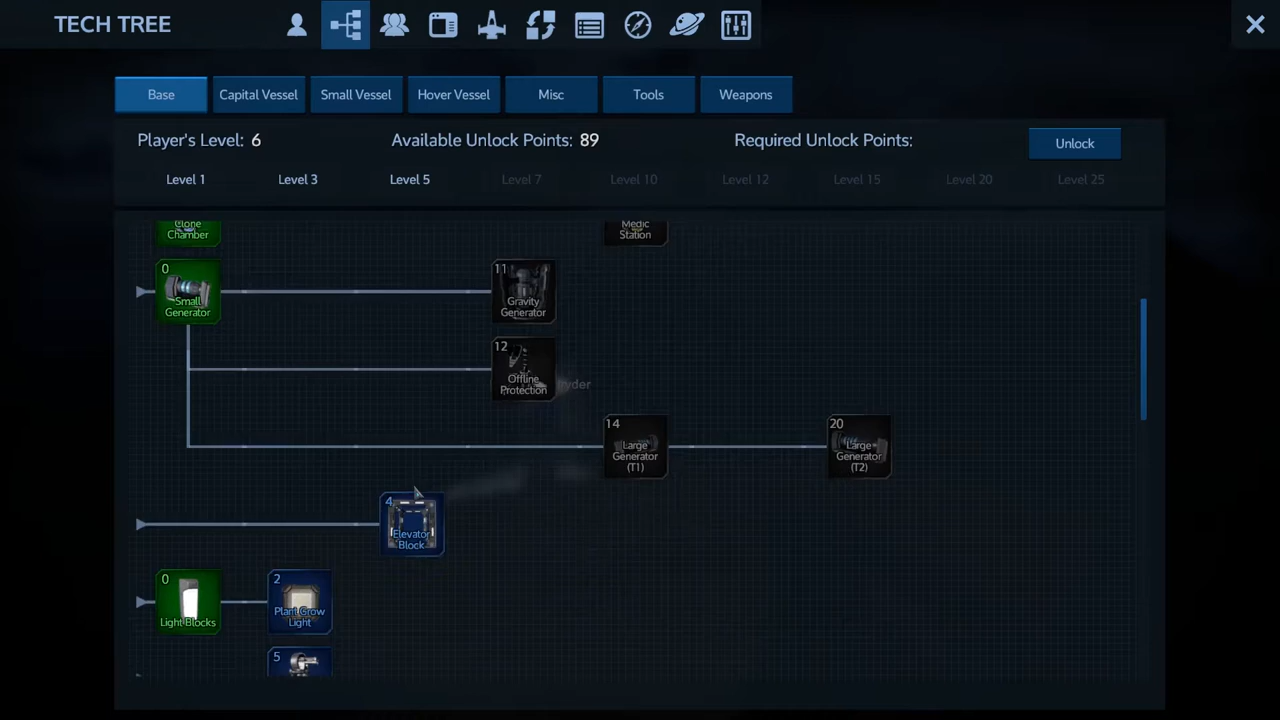 TECH TREE
Base
Capital Vessel
Small Vessel
Hover Vessel
Misc
Tools
Weapons
Player's Level: 6
Available Unlock Points: 89
Required Unlock Points:
Unlock
Level 1
Level 3
Level 5
Level 7
Level 10
Level 12
Level 15
Level 20
Level 25
Clone
Chamber
Medic
Station
0
Small
Generator
11
Gravity
Generator
12
Offline
Protection
14
Large
Generator
(T1)
20
Large
Generator
(T2)
4
Elevator
Block
0
Light Blocks
2
Plant Grow
Light
5